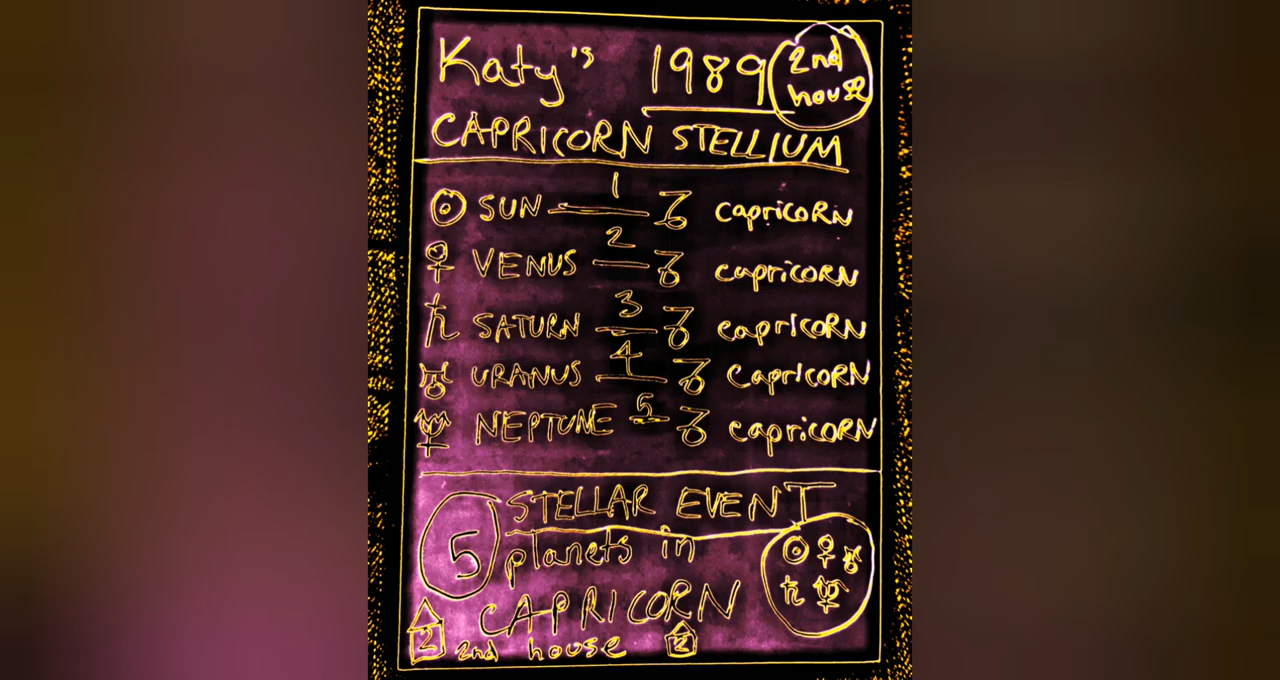 Katy's 1989 2nd house
CAPRICORN STELLIUM
☉ SUN 1 ♑ CapricoRN
♀ VENUS 2 ♑ CapricoRN
♄ SATURN 3 ♑ CapricoRN
♅ URANUS 4 ♑ CaprIcoRN
♆ NEPTUNE 5 ♑ CapricoRN
STELLAR EVENT
5 planets in
☉ ♀ ♅
♄ ♆
CAPRICORN
2 2nd house 2